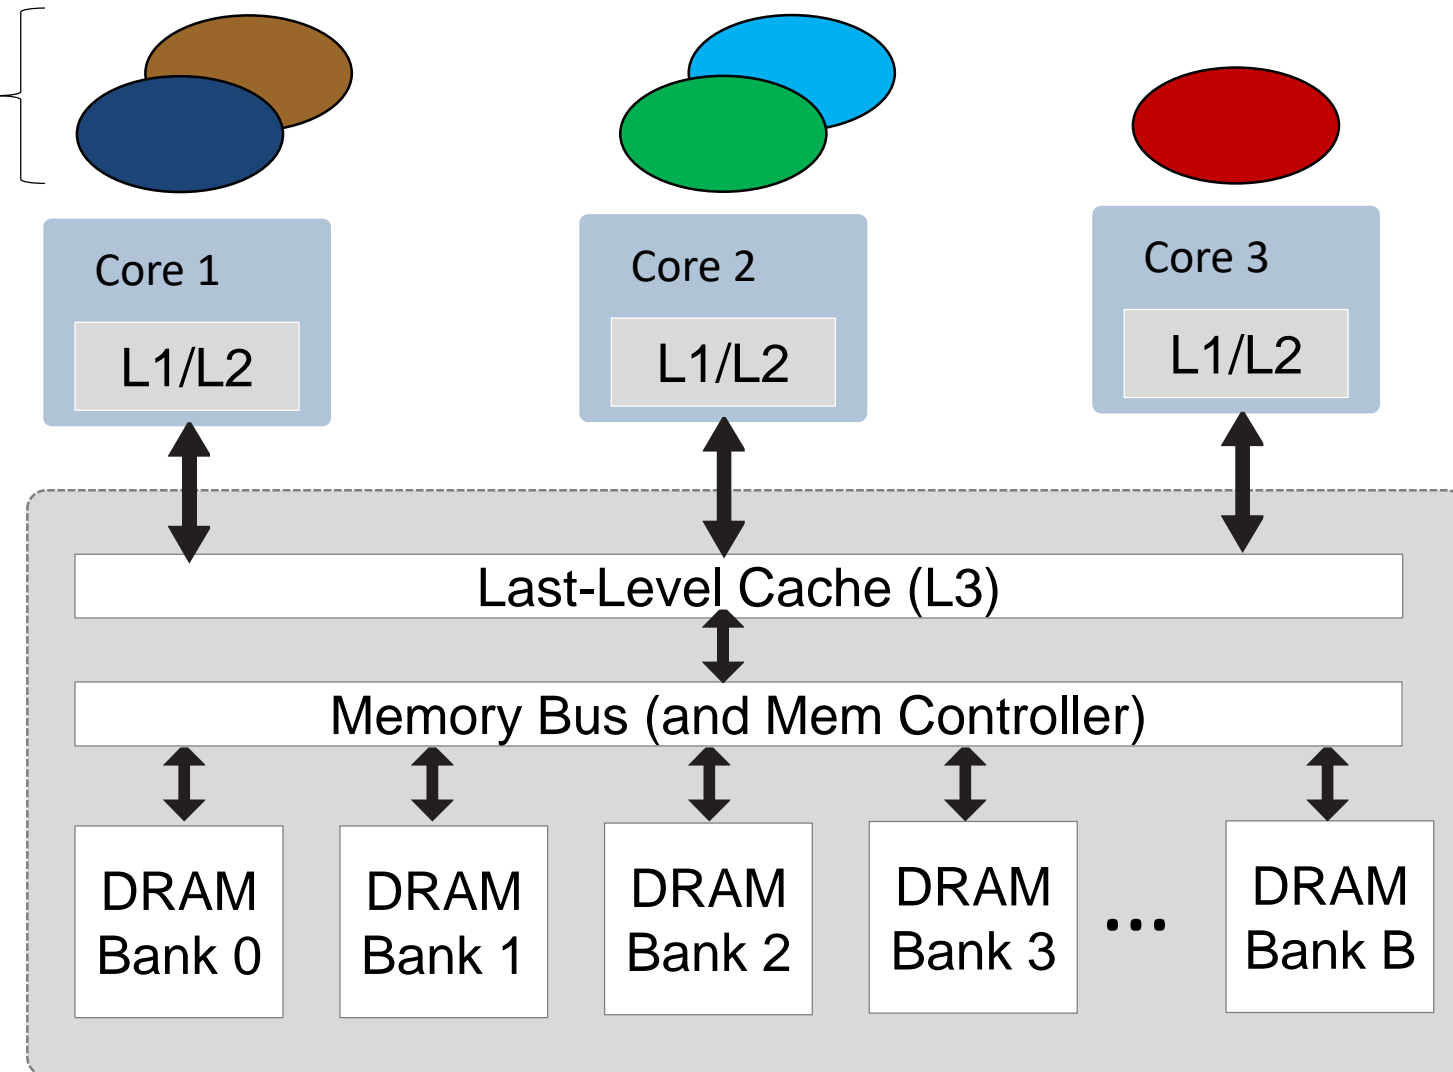 Core 1
Core 2
Core 3
L1/L2
L1/L2
L1/L2
Last-Level Cache (L3)
Memory Bus (and Mem Controller)
DRAM
Bank 0
DRAM
Bank 1
DRAM
Bank 2
DRAM
Bank 3
...
DRAM
Bank B